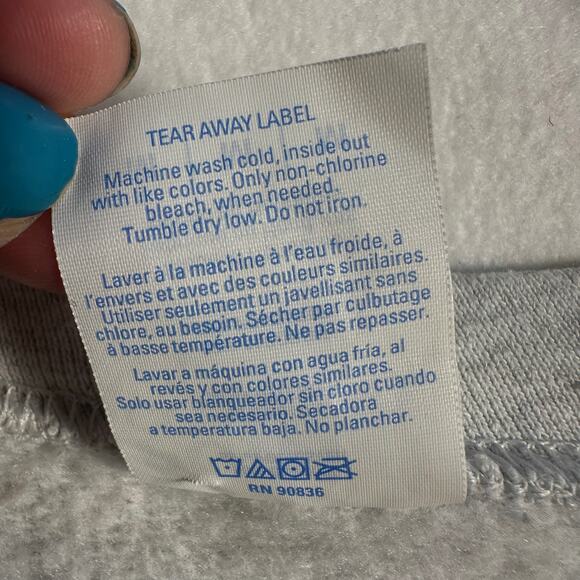 TEAR AWAY LABEL
Machine wash cold, inside out
with like colors. Only non-chlorine
bleach, when needed.
Tumble dry low. Do not iron.
Laver à la machine à l'eau froide, à
l'envers et avec des couleurs similaires.
Utiliser seulement un javellisant sans
chlore, au besoin. Sécher par culbutage
à basse température. Ne pas repasser.
Lavar a máquina con agua fría, al
revés y con colores similares.
Solo usar blanqueador sin cloro cuando
sea necesario. Secadora
a temperatura baja. No planchar.
RN 90836